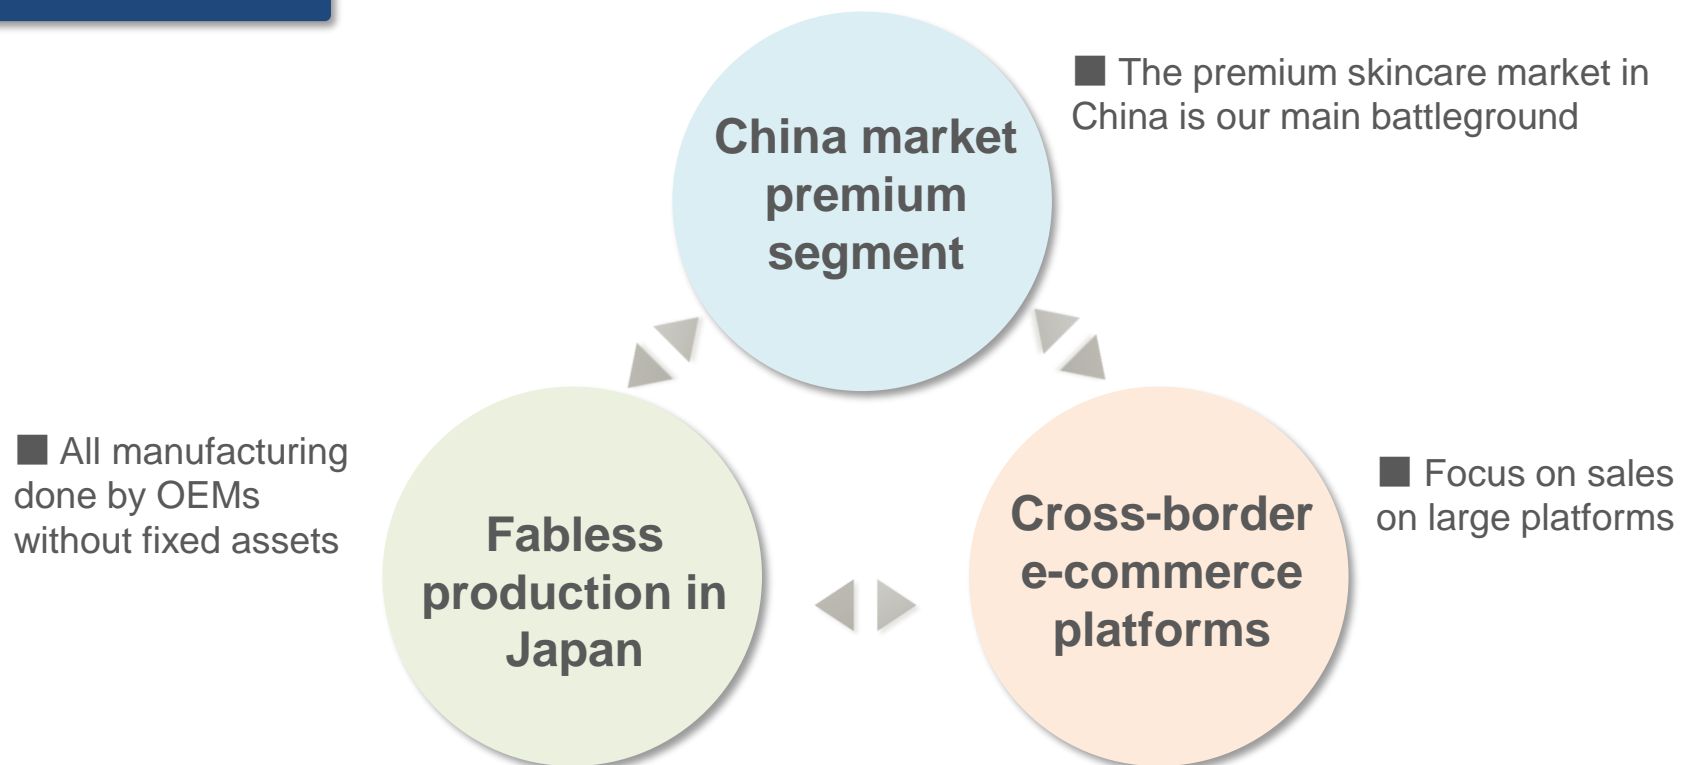 China market
premium
segment
■ The premium skincare market in
China is our main battleground
■ All manufacturing
done by OEMs
without fixed assets
Fabless
production in
Japan
Cross-border
e-commerce
platforms
■ Focus on sales
on large platforms